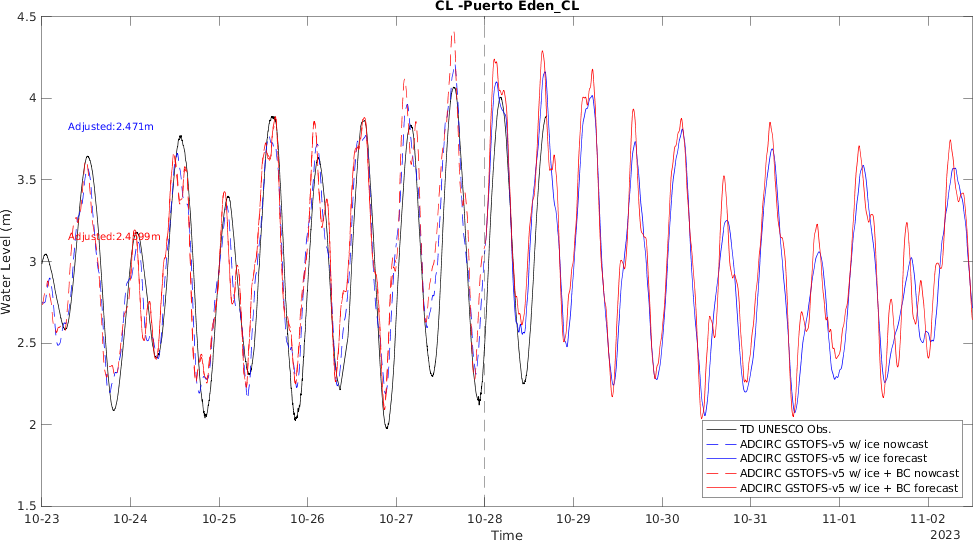 CL -Puerto Eden_CL
4.5
4
3.5
3
2.5
2
1.5
Water Level (m)
Adjusted:2.471m
TD UNESCO Obs.
ADCIRC GSTOFS-v5 w/ ice nowcast
ADCIRC GSTOFS-v5 w/ ice forecast
ADCIRC GSTOFS-v5 w/ ice + BC nowcast
ADCIRC GSTOFS-v5 w/ ice + BC forecast
10-23 10-24 10-25 10-26 10-27 10-28 10-29 10-30 10-31 11-01 11-02
2023
Time